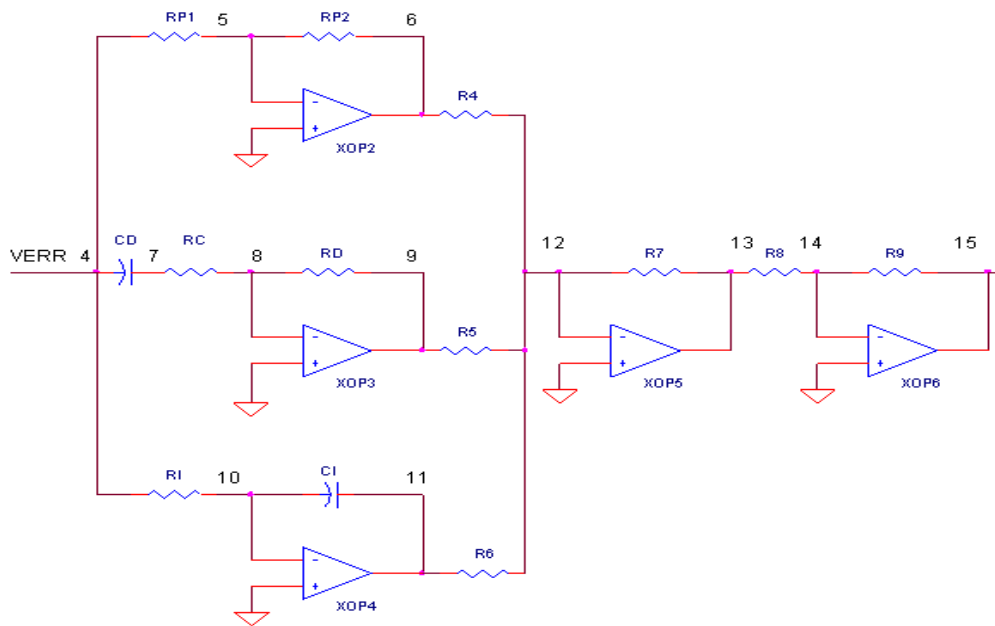 RP1 5 RP2 6
R4
- +
XOP2
VERR 4 CD 7 RC 8 RD 9 12 R7 13 R8 14 R9 15
R5
- +
XOP3
- +
XOP5
- +
XOP6
RI 10 CI 11
R6
- +
XOP4